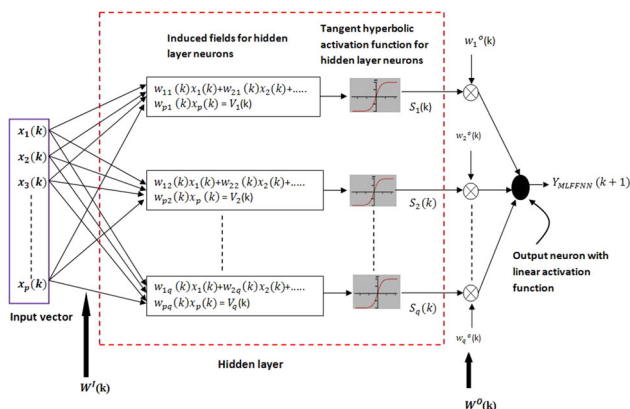 Induced fields for hidden
layer neurons
Tangent hyperbolic
activation function for
hidden layer neurons
w₁ᵒ(k)
w₁₁(k)x₁(k)+w₂₁(k)x₂(k)+.....
wₚ₁(k)xₚ(k) = V₁(k)
S₁(k)
x₁(k)
x₂(k)
x₃(k)
xₚ(k)
Input vector
w₂ᵒ(k)
w₁₂(k)x₁(k)+w₂₂(k)x₂(k)+....
wₚ₂(k)xₚ(k) = V₂(k)
S₂(k)
Y_MLFFNN(k+1)
Output neuron with
linear activation
function
w₁q(k)x₁(k)+w₂q(k)x₂(k)+....
wₚq(k)xₚ(k) = Vq(k)
Sq(k)
wqᵒ(k)
Hidden layer
Wᴵ(k)
Wᴼ(k)